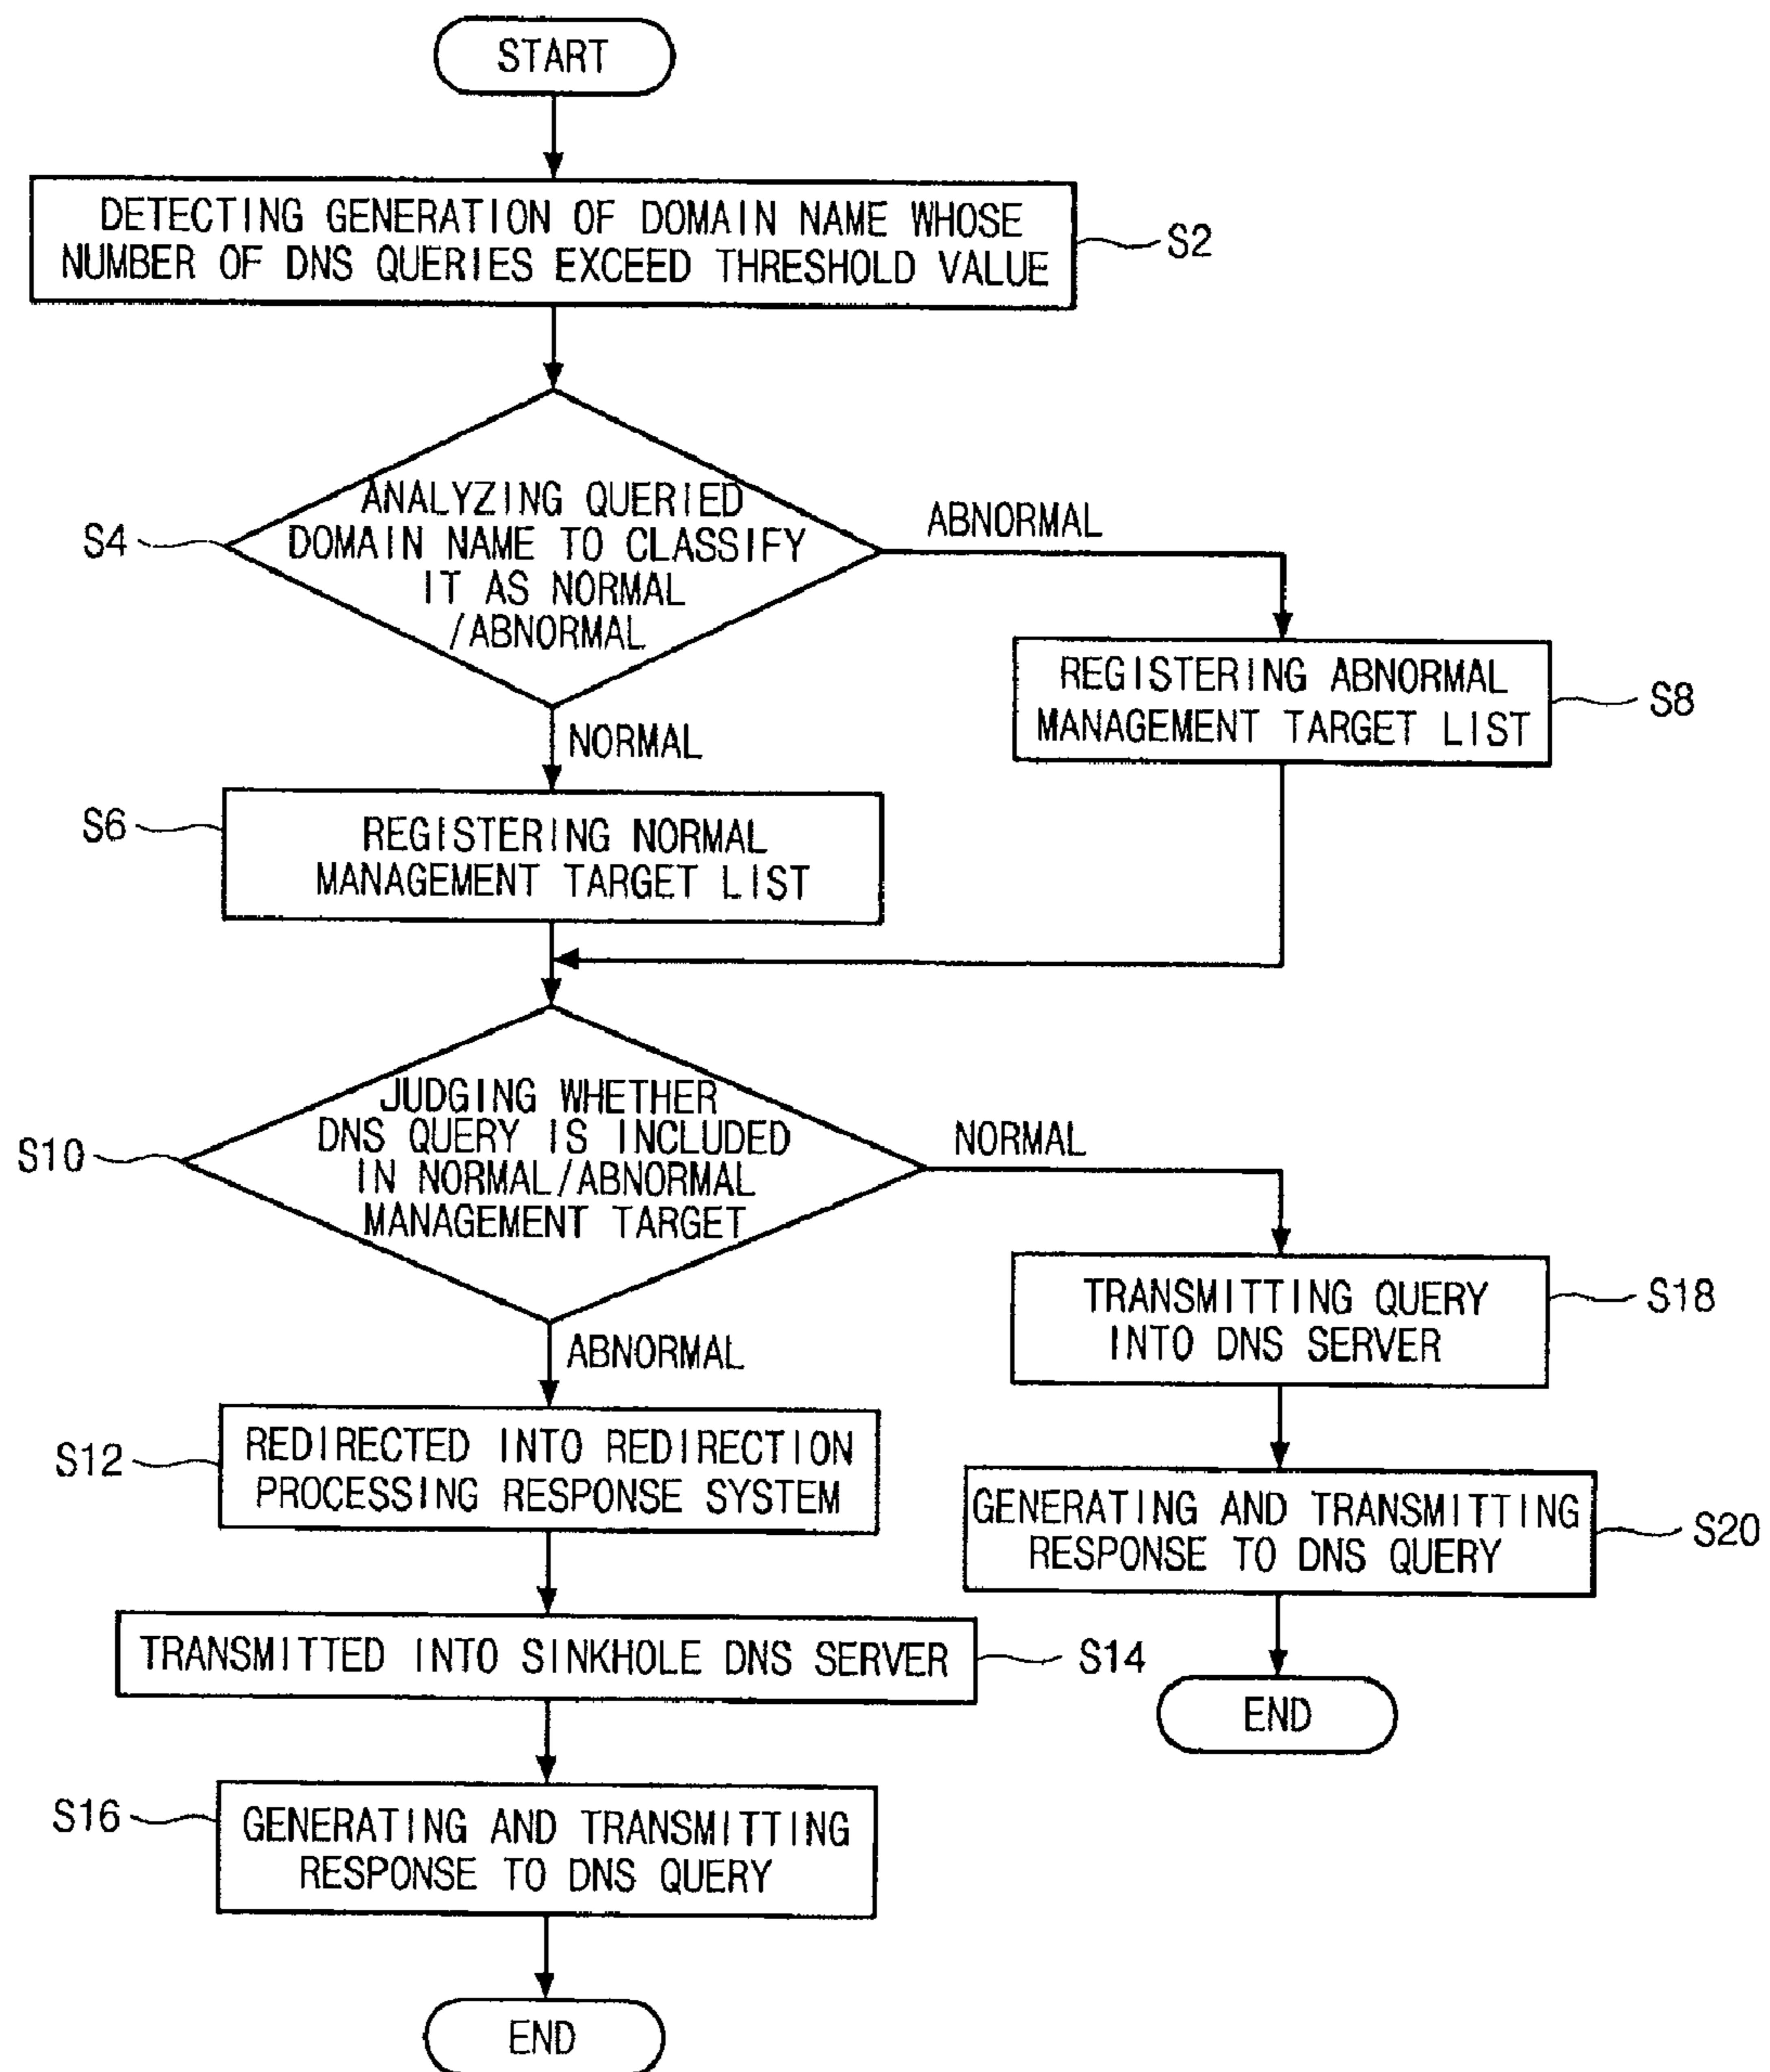 START
DETECTING GENERATION OF DOMAIN NAME WHOSE
NUMBER OF DNS QUERIES EXCEED THRESHOLD VALUE
S2
ANALYZING QUERIED
DOMAIN NAME TO CLASSIFY
IT AS NORMAL
/ABNORMAL
S4
ABNORMAL
REGISTERING ABNORMAL
MANAGEMENT TARGET LIST
S8
NORMAL
S6
REGISTERING NORMAL
MANAGEMENT TARGET LIST
JUDGING WHETHER
DNS QUERY IS INCLUDED
IN NORMAL/ABNORMAL
MANAGEMENT TARGET
S10
NORMAL
TRANSMITTING QUERY
INTO DNS SERVER
S18
ABNORMAL
S12
REDIRECTED INTO REDIRECTION
PROCESSING RESPONSE SYSTEM
GENERATING AND TRANSMITTING
RESPONSE TO DNS QUERY
S20
TRANSMITTED INTO SINKHOLE DNS SERVER
S14
END
S16
GENERATING AND TRANSMITTING
RESPONSE TO DNS QUERY
END